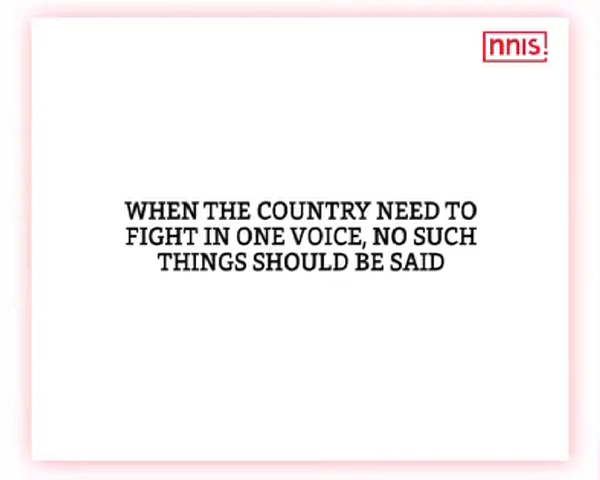 nnis!
WHEN THE COUNTRY NEED TO
FIGHT IN ONE VOICE, NO SUCH
THINGS SHOULD BE SAID